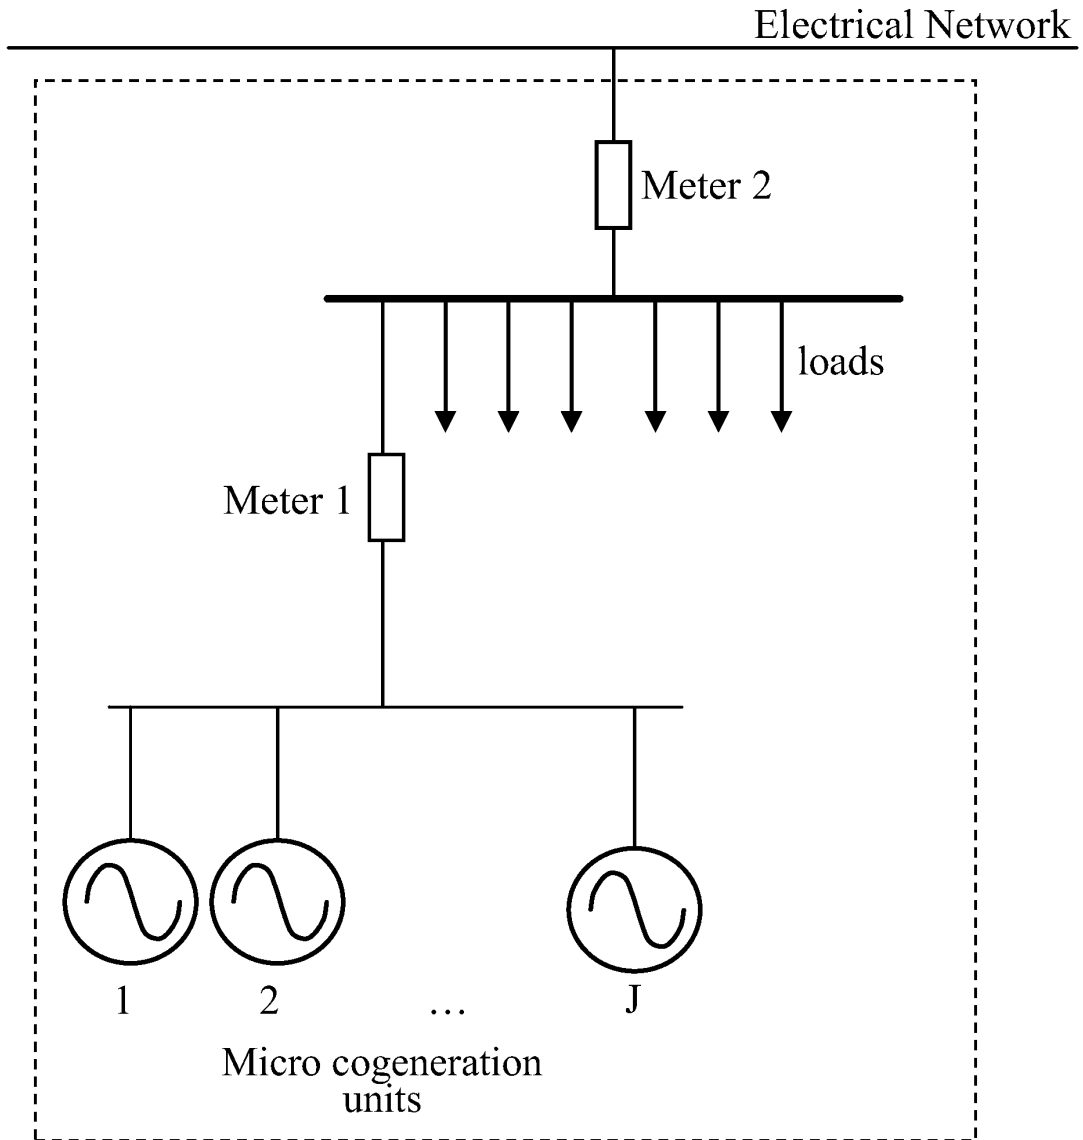 Electrical Network
Meter 2
loads
Meter 1
1 2 ... J
Micro cogeneration
units